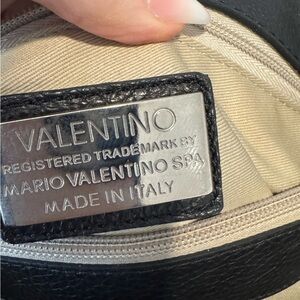 VALENTINO
REGISTERED TRADEMARK BY
MARIO VALENTINO SPA
MADE IN ITALY